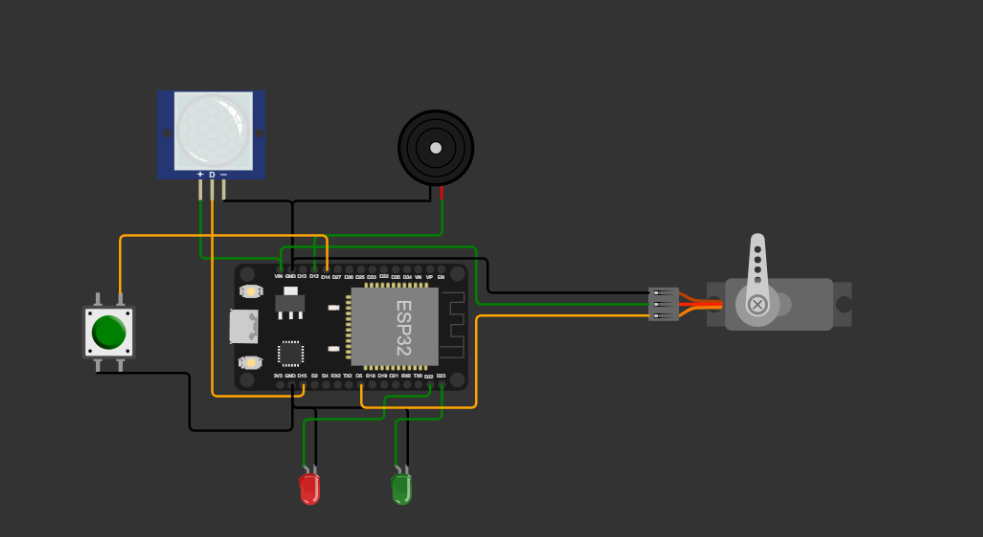 + D −
VIN GND D13 D12 D14 D27 D26 D25 D33 D32 D35 D34 VN VP EN
ESP32
3V3 GND D15 D2 D4 RX2 TX2 D5 D18 D19 D21 RX0 TX0 D22 D23